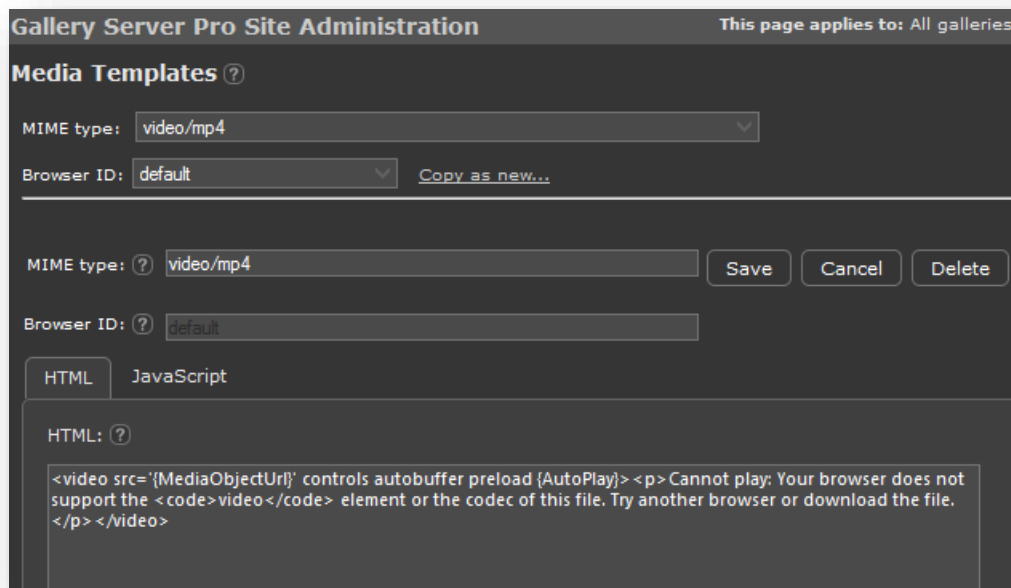 Gallery Server Pro Site Administration This page applies to: All galleries
Media Templates ?
MIME type: video/mp4
Browser ID: default Copy as new...
MIME type: ? video/mp4 Save Cancel Delete
Browser ID: ? default
HTML JavaScript
HTML: ?
<video src='{MediaObjectUrl}' controls autobuffer preload {AutoPlay}><p>Cannot play: Your browser does not
support the <code>video</code> element or the codec of this file. Try another browser or download the file.
</p></video>